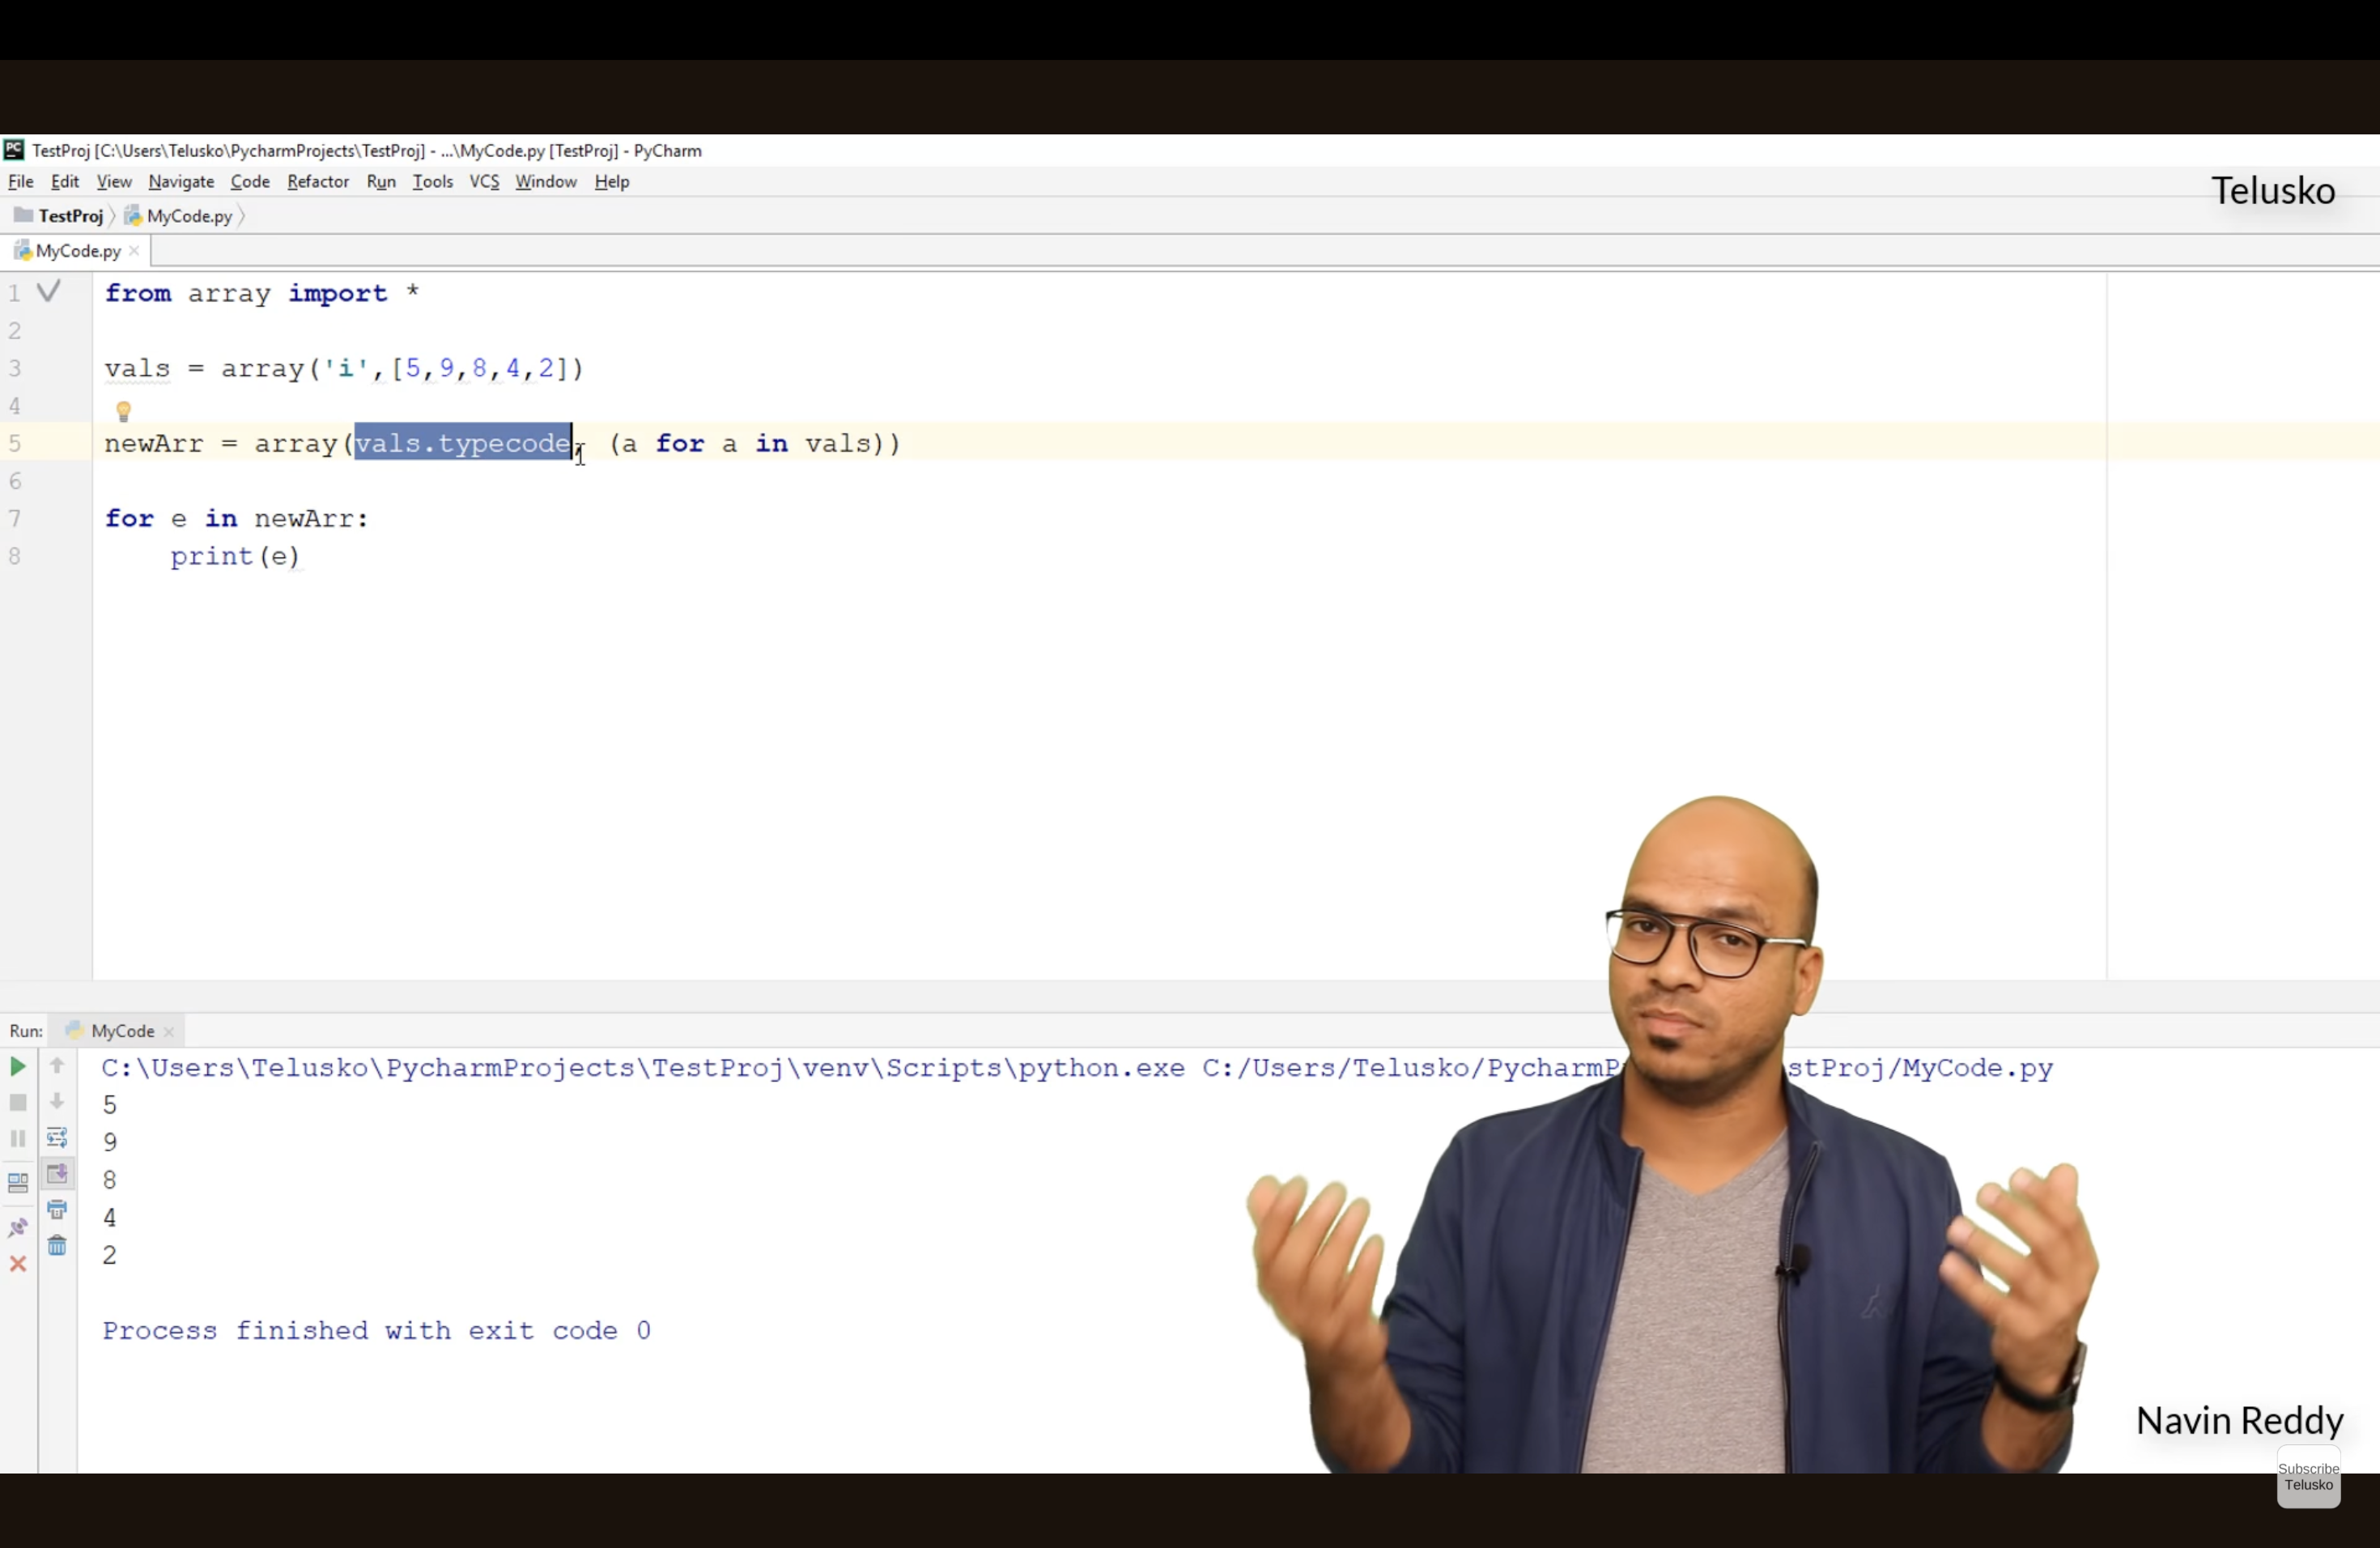 TestProj [C:\Users\Telusko\PycharmProjects\TestProj] - ...\MyCode.py [TestProj] - PyCharm
File Edit View Navigate Code Refactor Run Tools VCS Window Help
Telusko
TestProj MyCode.py
MyCode.py
1 from array import *
2
3 vals = array('i',[5,9,8,4,2])
4
5 newArr = array(vals.typecode, (a for a in vals))
6
7 for e in newArr:
8 print(e)
Run: MyCode
C:\Users\Telusko\PycharmProjects\TestProj\venv\Scripts\python.exe C:/Users/Telusko/PycharmP stProj/MyCode.py
5
9
8
4
2
Process finished with exit code 0
Navin Reddy
Subscribe
Telusko